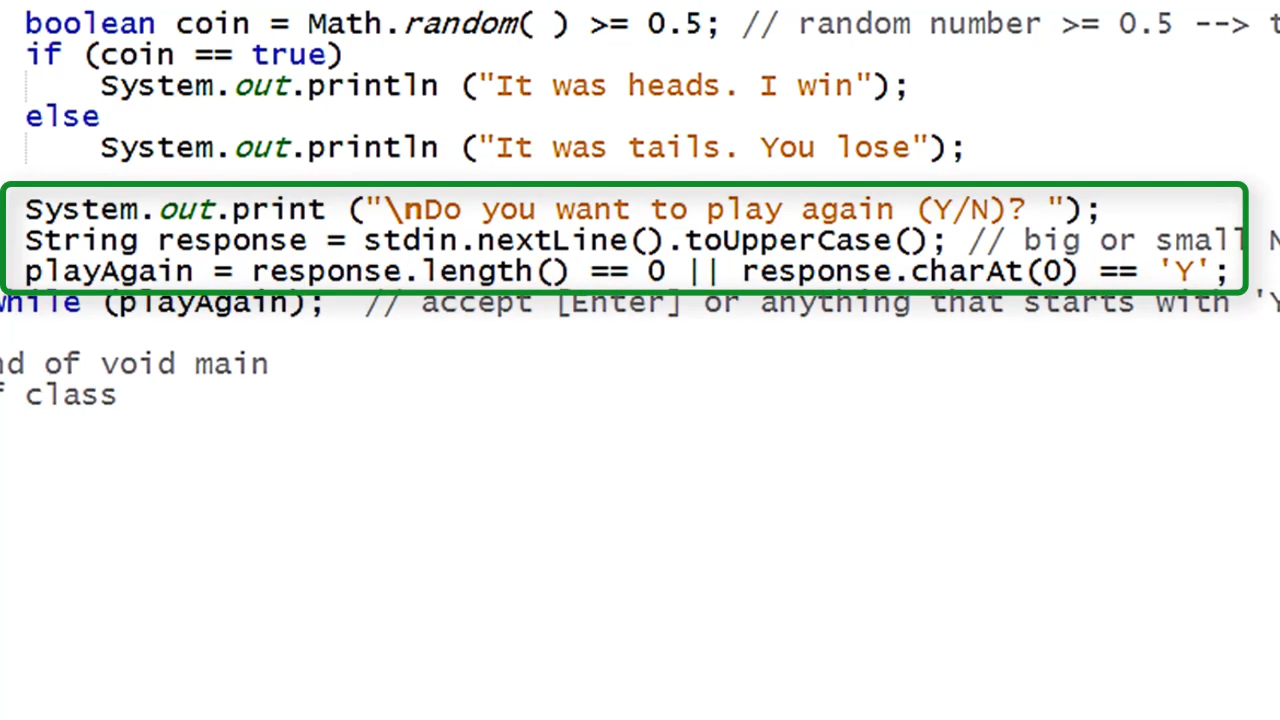 boolean coin = Math.random( ) >= 0.5; // random number >= 0.5 --> t
if (coin == true)
System.out.println ("It was heads. I win");
else
System.out.println ("It was tails. You lose");
System.out.print ("\nDo you want to play again (Y/N)? ");
String response = stdin.nextLine().toUpperCase(); // big or small N
playAgain = response.length() == 0 || response.charAt(0) == 'Y';
while (playAgain); // accept [Enter] or anything that starts with 'Y
nd of void main
f class